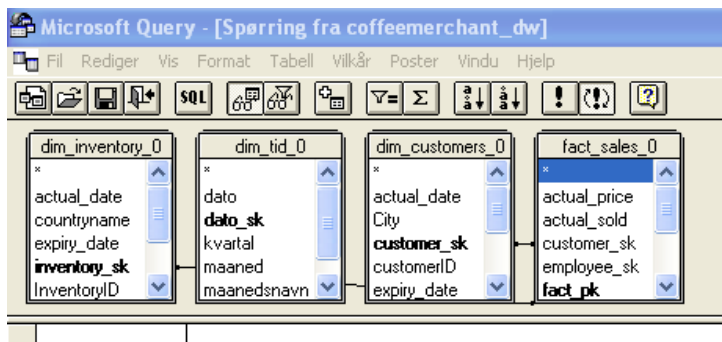 Microsoft Query - [Spørring fra coffeemerchant_dw]
Fil Rediger Vis Format Tabell Vilkår Poster Vindu Hjelp
SQL
dim_inventory_0
*
actual_date
countryname
expiry_date
inventory_sk
InventoryID
dim_tid_0
*
dato
dato_sk
kvartal
maaned
maanedsnavn
dim_customers_0
*
actual_date
City
customer_sk
customerID
expiry_date
fact_sales_0
*
actual_price
actual_sold
customer_sk
employee_sk
fact_pk